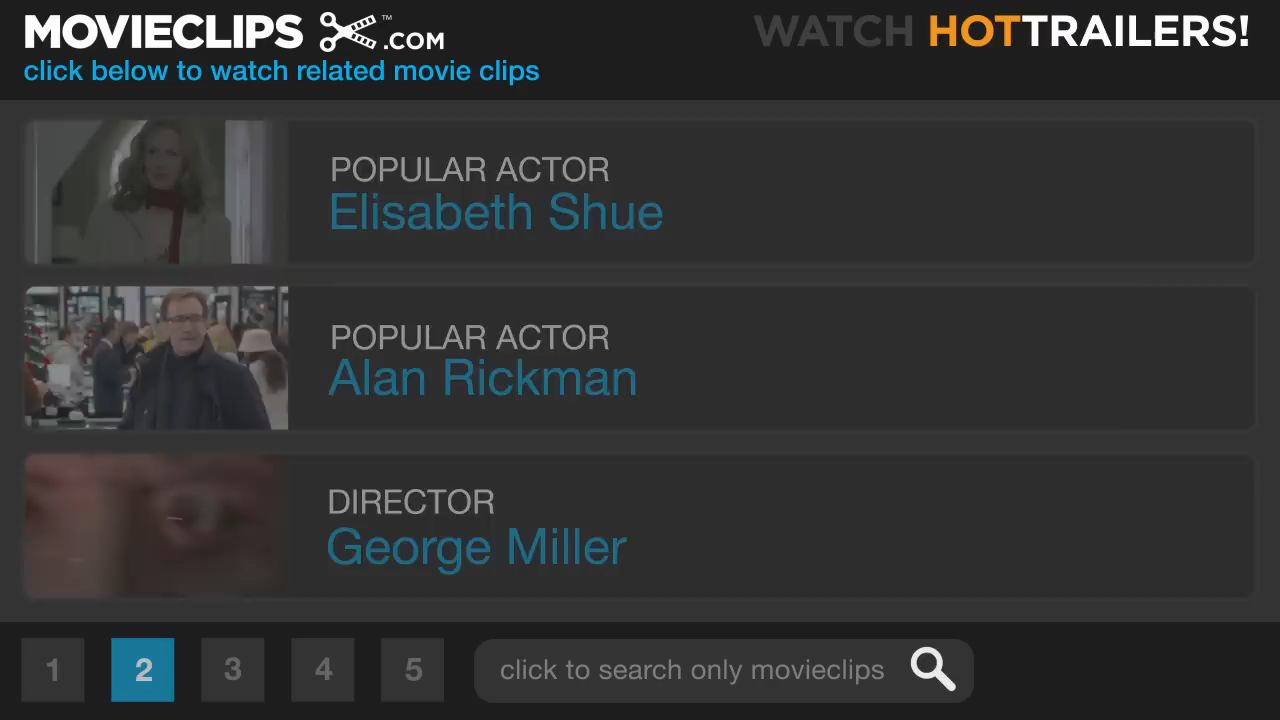 MOVIECLIPS ™ .COM
WATCH HOTTRAILERS!
click below to watch related movie clips
POPULAR ACTOR
Elisabeth Shue
POPULAR ACTOR
Alan Rickman
DIRECTOR
George Miller
1 2 3 4 5 click to search only movieclips